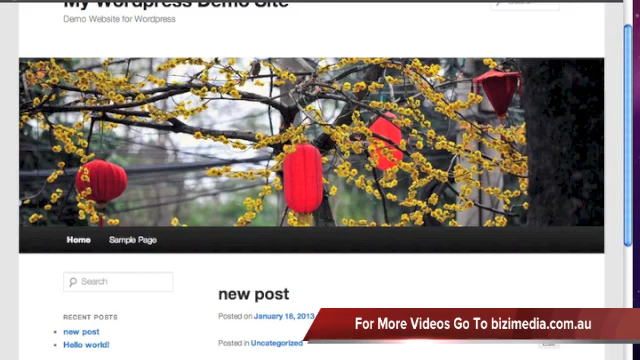 My Wordpress Demo Site
Demo Website for Wordpress
Home
Sample Page
Search
new post
Posted on January 18, 2013
RECENT POSTS
new post
Hello world!
Posted in Uncategorized
For More Videos Go To bizimedia.com.au